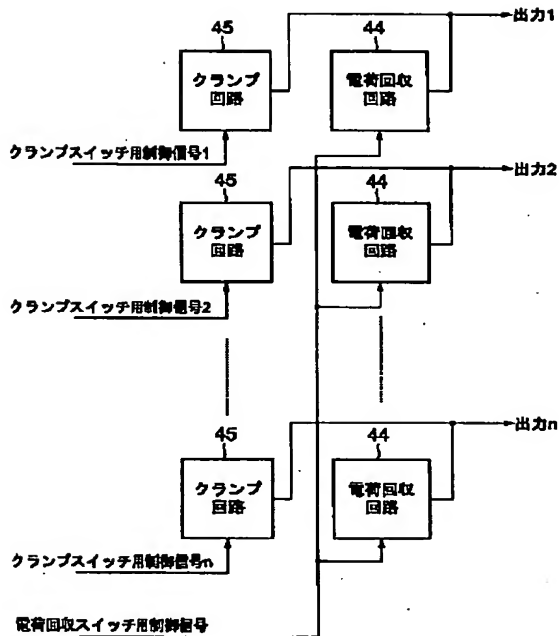 45
44
出力1
クランプ
回路
電荷回収
回路
クランプスイッチ用制御信号1
45
44
出力2
クランプ
回路
電荷回収
回路
クランプスイッチ用制御信号2
45
44
出力n
クランプ
回路
電荷回収
回路
クランプスイッチ用制御信号n
電荷回収スイッチ用制御信号